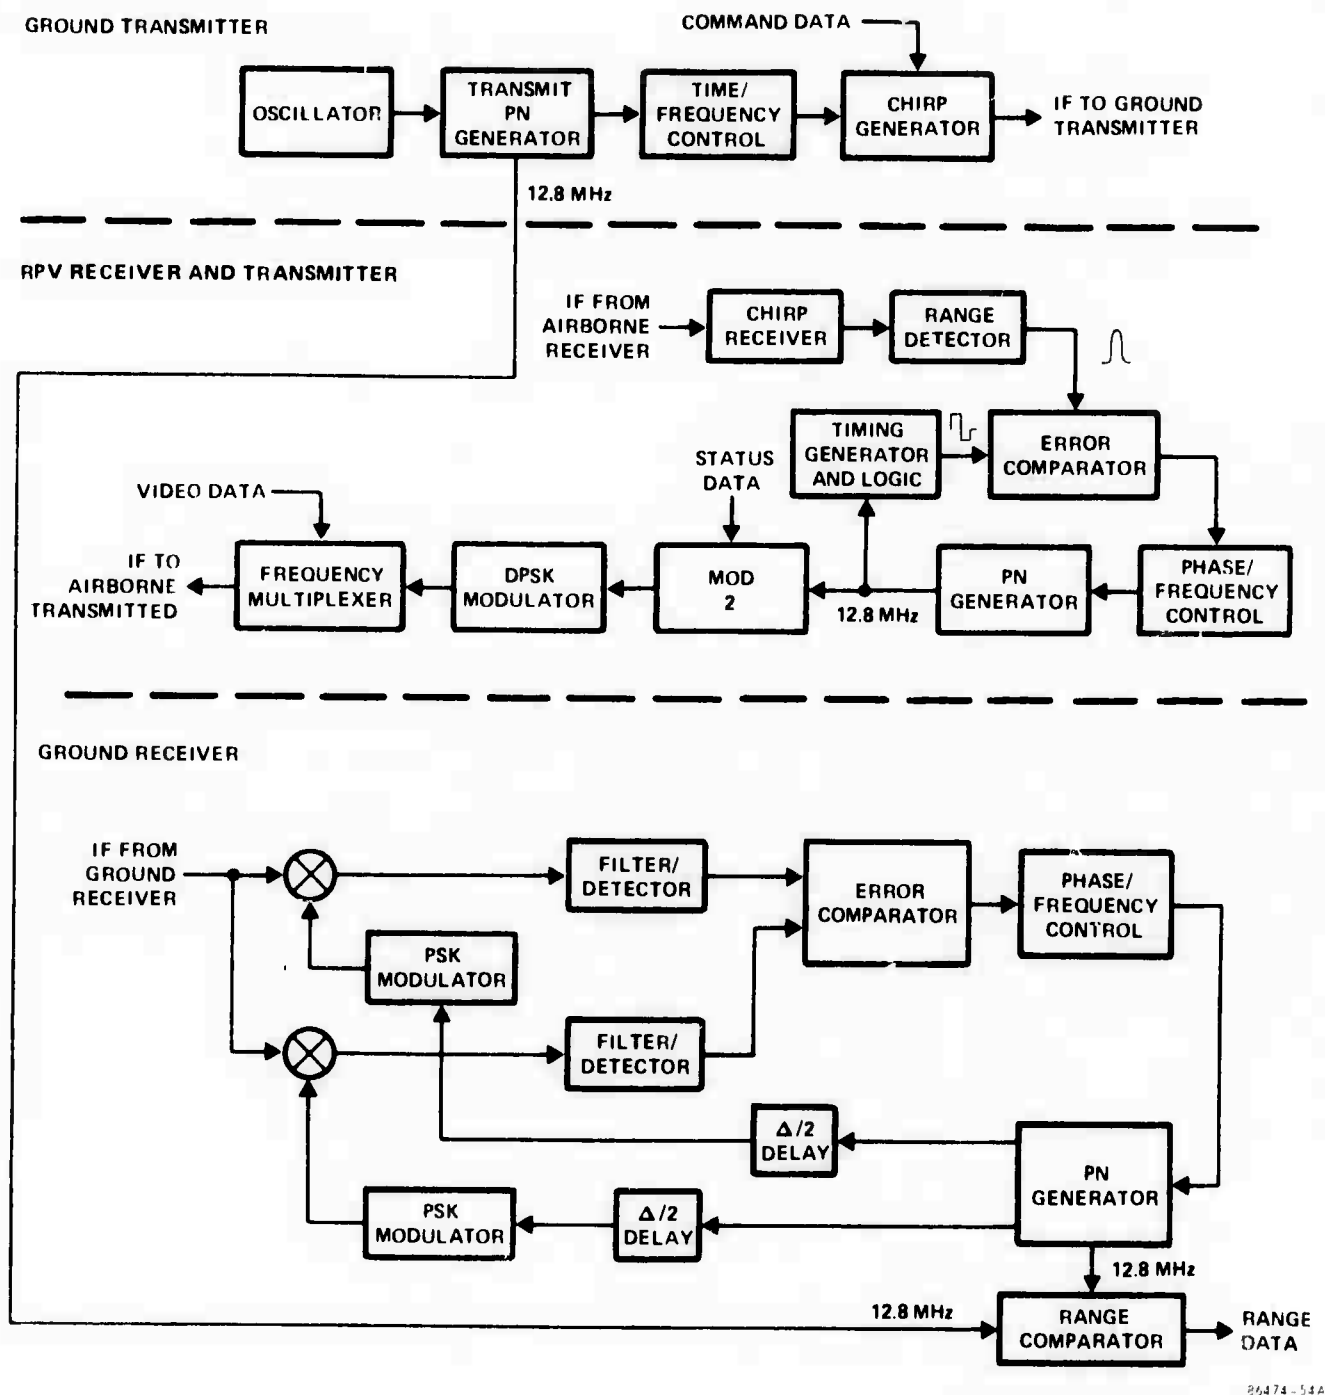 GROUND TRANSMITTER
COMMAND DATA
OSCILLATOR
TRANSMIT
PN
GENERATOR
TIME/
FREQUENCY
CONTROL
CHIRP
GENERATOR
IF TO GROUND
TRANSMITTER
12.8 MHz
RPV RECEIVER AND TRANSMITTER
IF FROM
AIRBORNE
RECEIVER
CHIRP
RECEIVER
RANGE
DETECTOR
TIMING
GENERATOR
AND LOGIC
ERROR
COMPARATOR
STATUS
DATA
VIDEO DATA
IF TO
AIRBORNE
TRANSMITTED
FREQUENCY
MULTIPLEXER
DPSK
MODULATOR
MOD
2
12.8 MHz
PN
GENERATOR
PHASE/
FREQUENCY
CONTROL
GROUND RECEIVER
IF FROM
GROUND
RECEIVER
FILTER/
DETECTOR
ERROR
COMPARATOR
PHASE/
FREQUENCY
CONTROL
PSK
MODULATOR
FILTER/
DETECTOR
Δ/2
DELAY
PN
GENERATOR
PSK
MODULATOR
Δ/2
DELAY
12.8 MHz
12.8 MHz
RANGE
COMPARATOR
RANGE
DATA
86474-54A